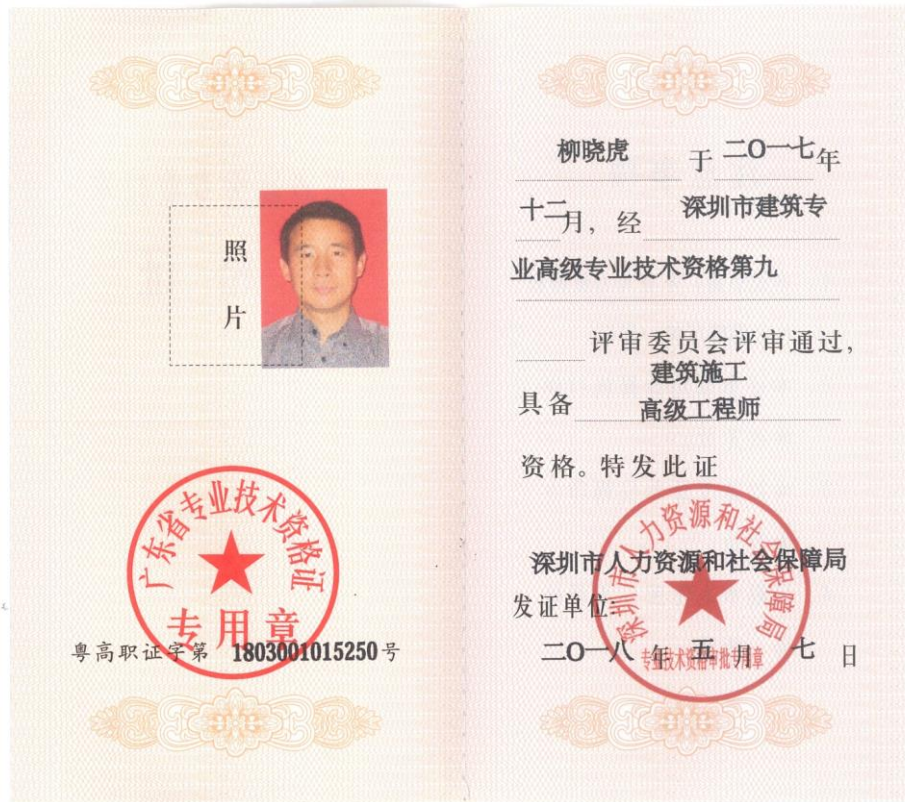 照
片
广东省专业技术资格证
专用章
粤高职证字第 1803001015250 号
柳晓虎 于 二〇一七 年
十二月, 经 深圳市建筑专
业高级专业技术资格第九
评审委员会评审通过,
建筑施工
具备 高级工程师
资格。特发此证
深圳市人力资源和社会保障局
深圳市人力资源和社会保障局
发证单位:
二〇一八 年 五 月 七 日
专业技术资格审批专用章